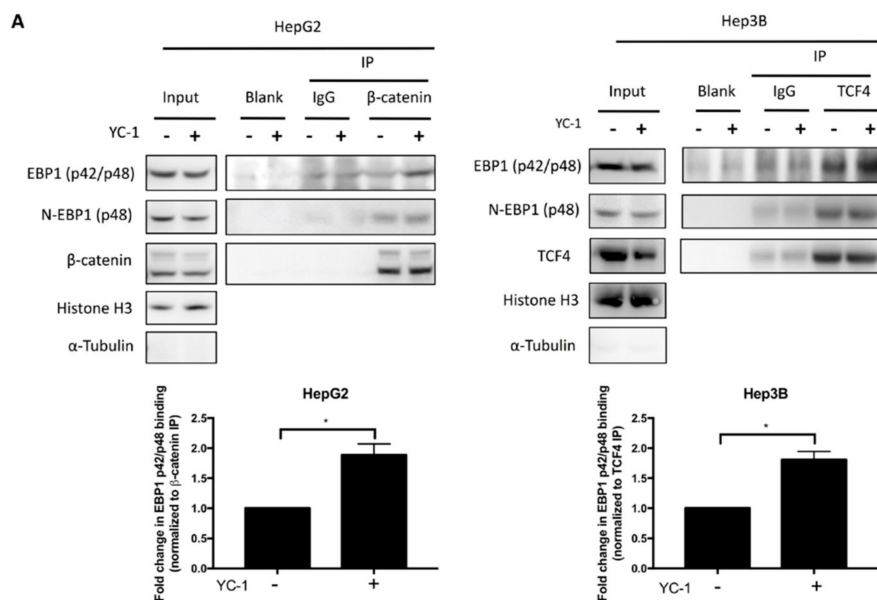 A
HepG2
IP
Input Blank IgG β-catenin
YC-1 - + - + - + - +
EBP1 (p42/p48)
N-EBP1 (p48)
β-catenin
Histone H3
α-Tubulin
HepG2
Fold change in EBP1 p42/p48 binding
(normalized to β-catenin IP)
2.5
2.0
1.5
1.0
0.5
0.0
*
YC-1 - +
Hep3B
IP
Input Blank IgG TCF4
YC-1 - + - + - + - +
EBP1 (p42/p48)
N-EBP1 (p48)
TCF4
Histone H3
α-Tubulin
Hep3B
Fold change in EBP1 p42/p48 binding
(normalized to TCF4 IP)
2.5
2.0
1.5
1.0
0.5
0.0
*
YC-1 - +